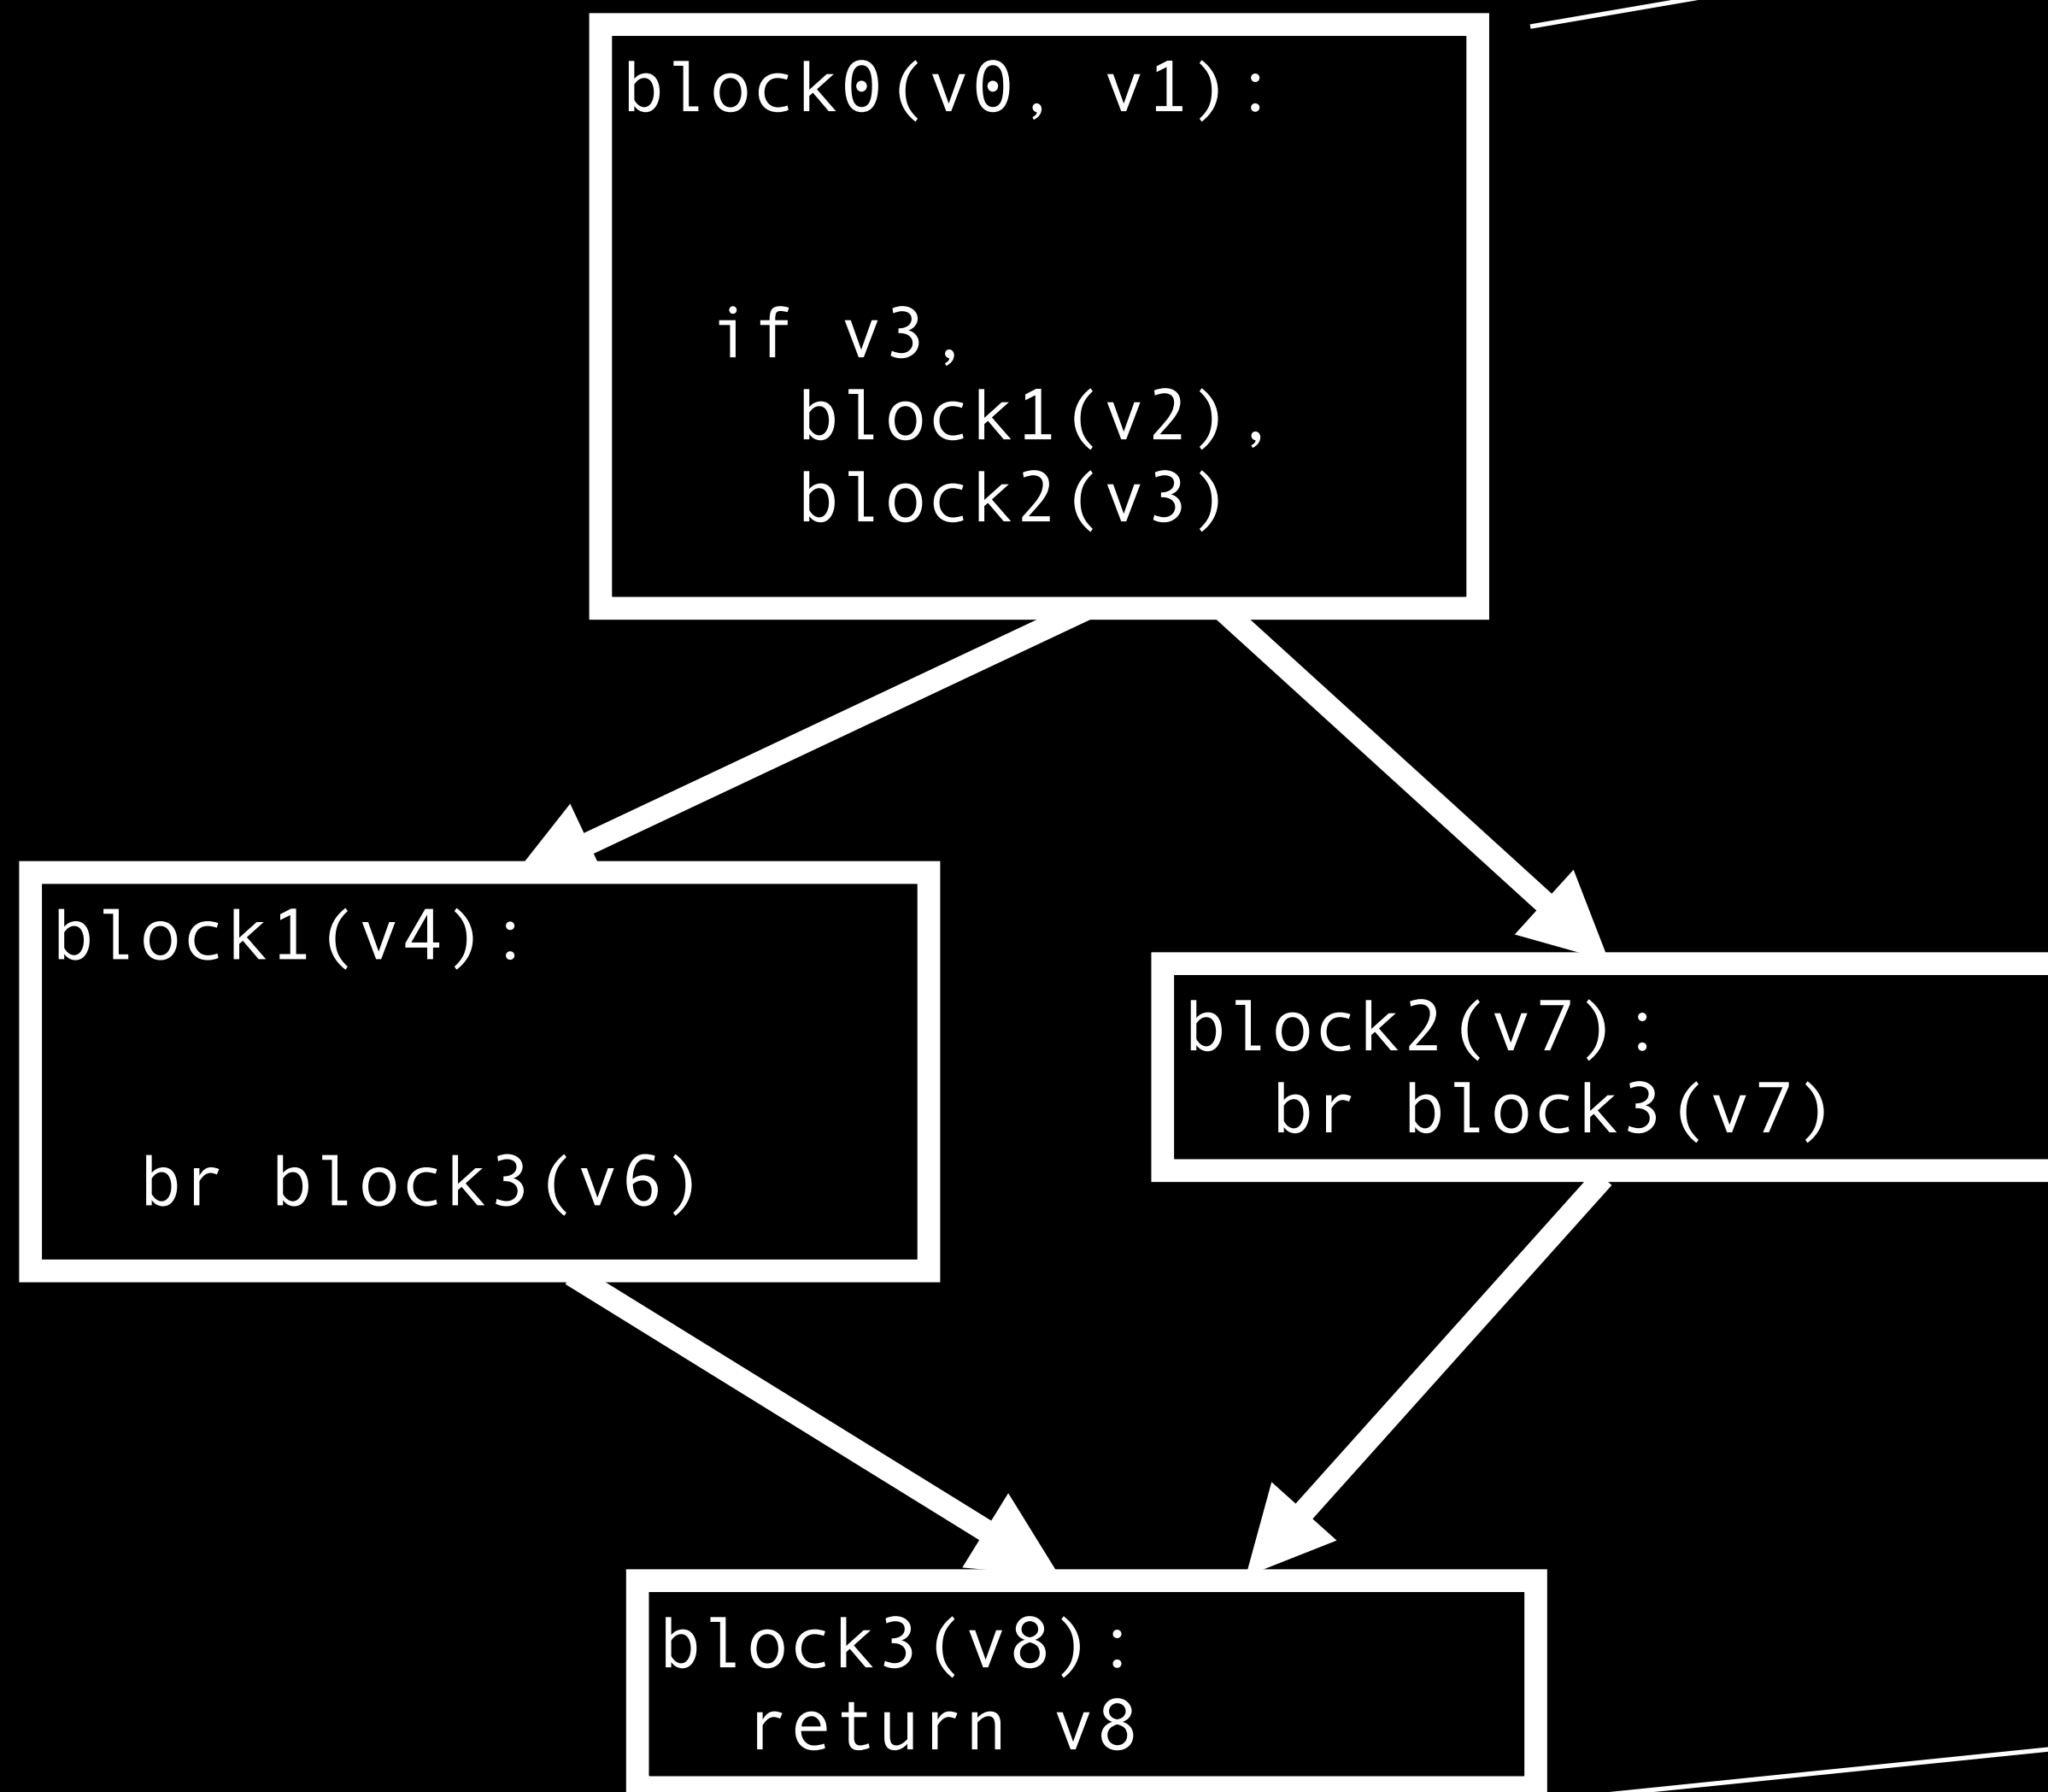 block0(v0, v1):
if v3,
block1(v2),
block2(v3)
block1(v4):
br block3(v6)
block2(v7):
br block3(v7)
block3(v8):
return v8